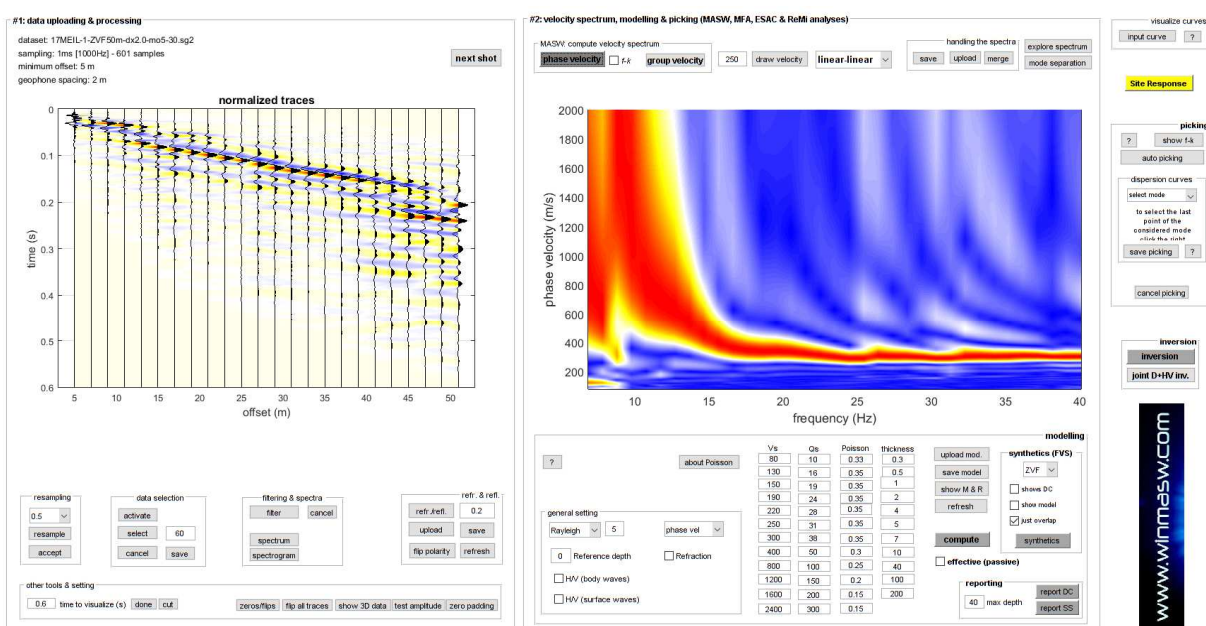 #1: data uploading & processing
dataset: 17MEIL-1-ZVF50m-dx2.0-mo5-30.sg2
sampling: 1ms [1000Hz] - 601 samples
minimum offset: 5 m
geophone spacing: 2 m
next shot
normalized traces
0
0.1
0.2
0.3
0.4
0.5
0.6
time (s)
5 10 15 20 25 30 35 40 45 50
offset (m)
resampling
0.5
resample
accept
data selection
activate
select 60
cancel save
filtering & spectra
filter cancel
spectrum
spectrogram
refr. & refl.
refr./refl. 0.2
upload save
flip polarity refresh
other tools & setting
0.6 time to visualize (s) done cut zeros/flips flip all traces show 3D data test amplitude zero padding
#2: velocity spectrum, modelling & picking (MASW, MFA, ESAC & ReMi analyses)
MASW: compute velocity spectrum
phase velocity f-k group velocity 250 draw velocity linear-linear
handling the spectra
save upload merge
explore spectrum
mode separation
2000
1800
1600
1400
1200
1000
800
600
400
200
phase velocity (m/s)
10 15 20 25 30 35 40
frequency (Hz)
modelling
? about Poisson
general setting
Rayleigh 5 phase vel
0 Reference depth Refraction
H/V (body waves)
H/V (surface waves)
Vs Qs Poisson thickness
80 10 0.33 0.3
130 16 0.35 0.5
150 19 0.35 1
190 24 0.35 2
220 28 0.35 4
250 31 0.35 5
300 38 0.35 7
400 50 0.3 10
800 100 0.25 40
1200 150 0.2 100
1600 200 0.15 200
2400 300 0.15
upload mod.
save model
show M & R
refresh
compute
synthetics (FVS)
ZVF
shows DC
show model
just overlap
synthetics
effective (passive)
reporting
40 max depth
report DC
report SS
visualize curves
input curve ?
Site Response
picking
? show f-k
auto picking
dispersion curves
select mode
to select the last
point of the
considered mode
click the right
save picking ?
cancel picking
inversion
inversion
joint D+HV inv.
www.winmasw.com